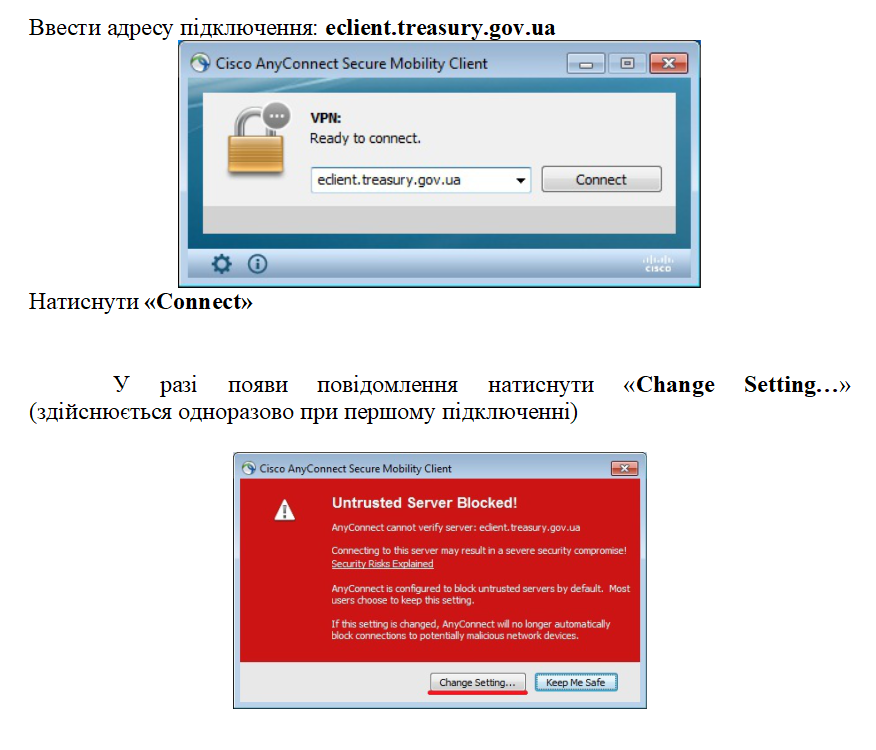 Ввести адресу підключення: eclient.treasury.gov.ua
Cisco AnyConnect Secure Mobility Client
VPN:
Ready to connect.
eclient.treasury.gov.ua
Connect
cisco
Натиснути «Connect»
У разі появи повідомлення натиснути «Change Setting…»
(здійснюється одноразово при першому підключенні)
Cisco AnyConnect Secure Mobility Client
Untrusted Server Blocked!
AnyConnect cannot verify server: eclient.treasury.gov.ua
Connecting to this server may result in a severe security compromise!
Security Risks Explained
AnyConnect is configured to block untrusted servers by default. Most
users choose to keep this setting.
If this setting is changed, AnyConnect will no longer automatically
block connections to potentially malicious network devices.
Change Setting...
Keep Me Safe